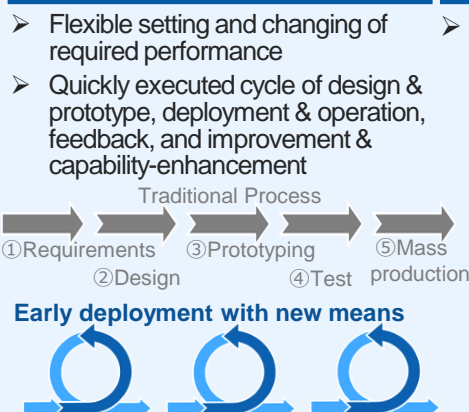 ➢ Flexible setting and changing of
required performance
➢ Quickly executed cycle of design &
prototype, deployment & operation,
feedback, and improvement &
capability-enhancement
Traditional Process
①Requirements
②Design
③Prototyping
④Test
⑤Mass
production
Early deployment with new means
➢